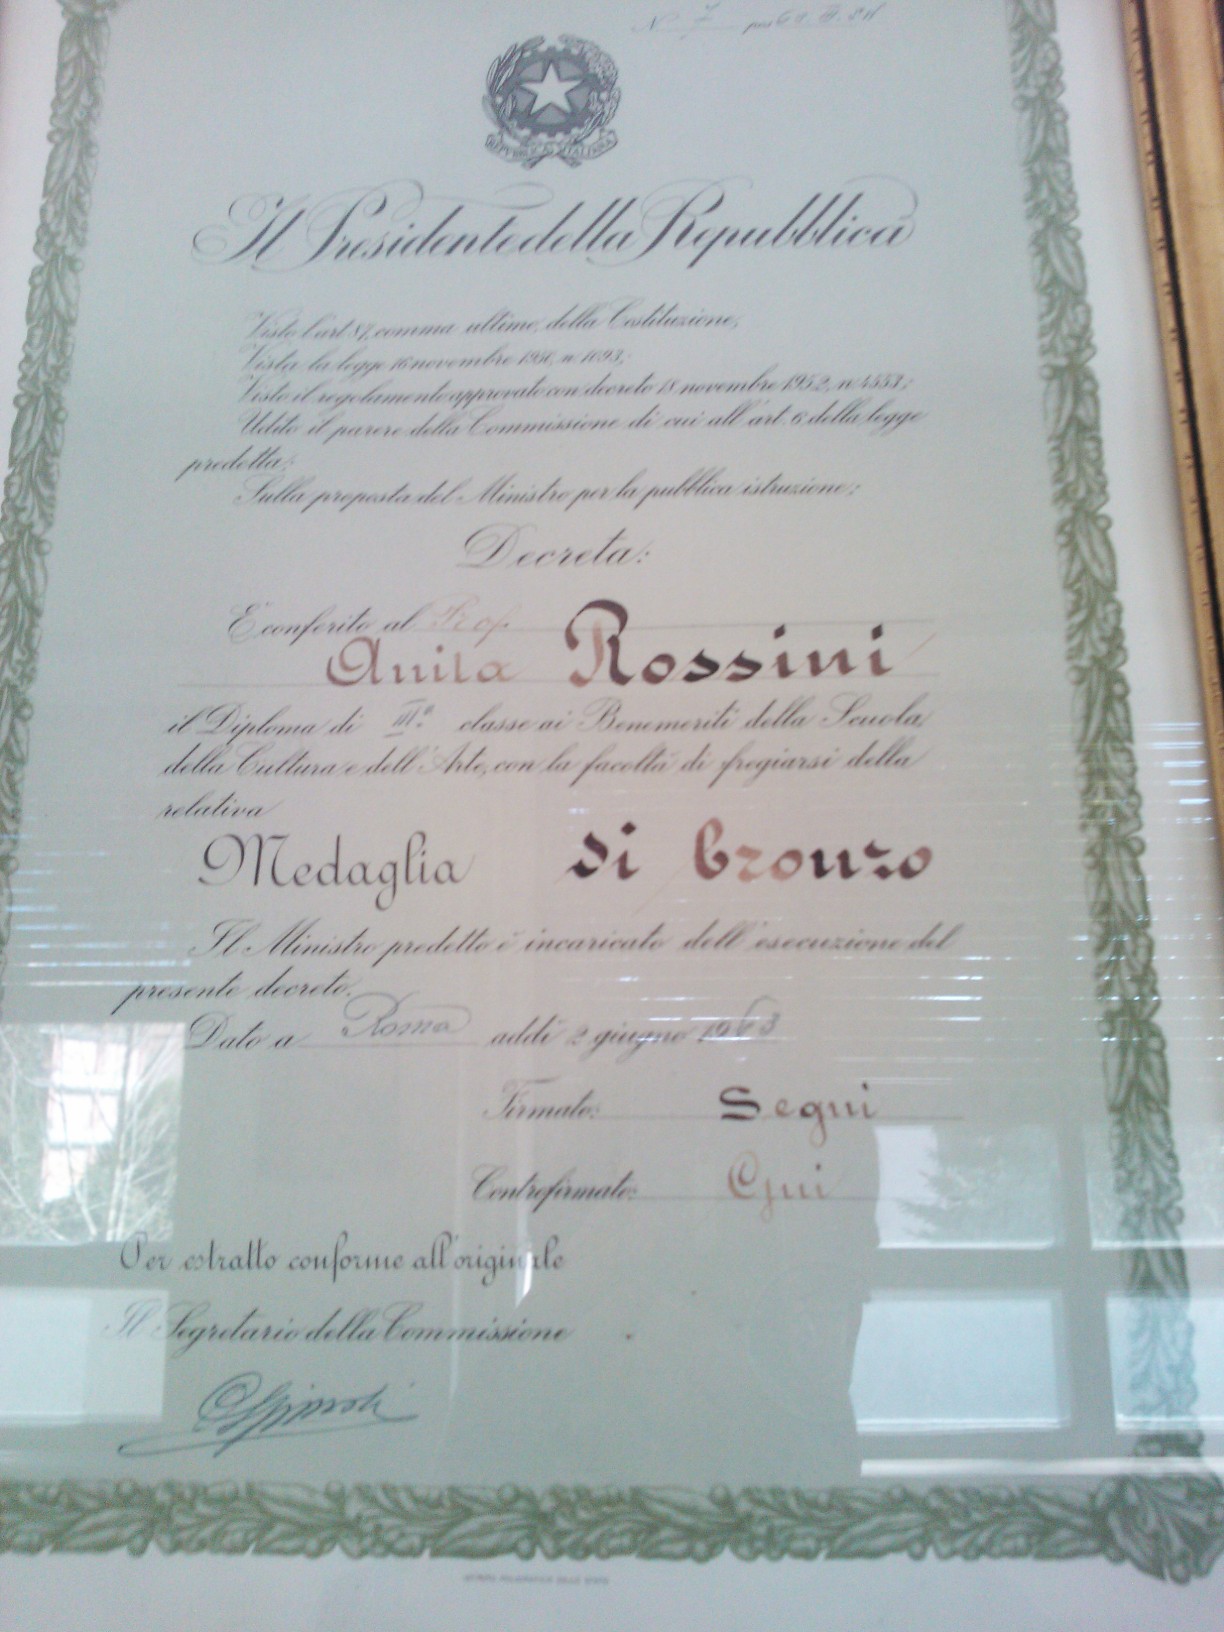 N 7
REPVBBLICA ITALIANA
Il Presidente della Repubblica
Visto l'art. 87, comma ultimo, della Costituzione;
Vista la legge 16 novembre 1950, n. 1093;
Visto il regolamento approvato con decreto 18 novembre 1952, n. 4553;
Udito il parere della Commissione di cui all'art. 6 della legge
predetta;
Sulla proposta del Ministro per la pubblica istruzione;
Decreta:
È conferito al Prof.
Anita Rossini
il Diploma di III.a classe ai Benemeriti della Scuola,
della Cultura e dell'Arte, con la facoltà di fregiarsi della
relativa
Medaglia di bronzo
Il Ministro predetto è incaricato dell'esecuzione del
presente decreto.
Dato a Roma addì 2 giugno 1963
Firmato: Segni
Controfirmato: Gui
Per estratto conforme all'originale
Il Segretario della Commissione